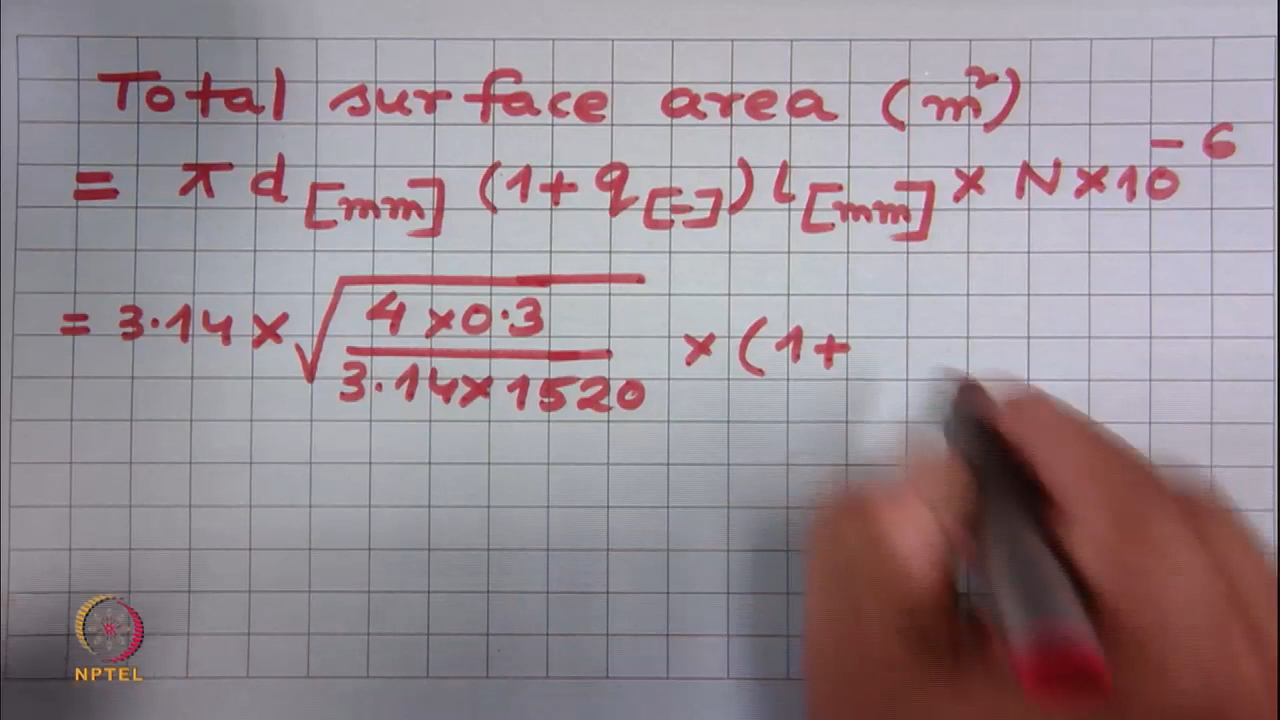 Total surface area (m²)
= π d [mm] (1 + q [-]) l [mm] × N × 10⁻⁶
= 3.14 × √(4 × 0.3 / 3.14 × 1520) × (1 +
NPTEL